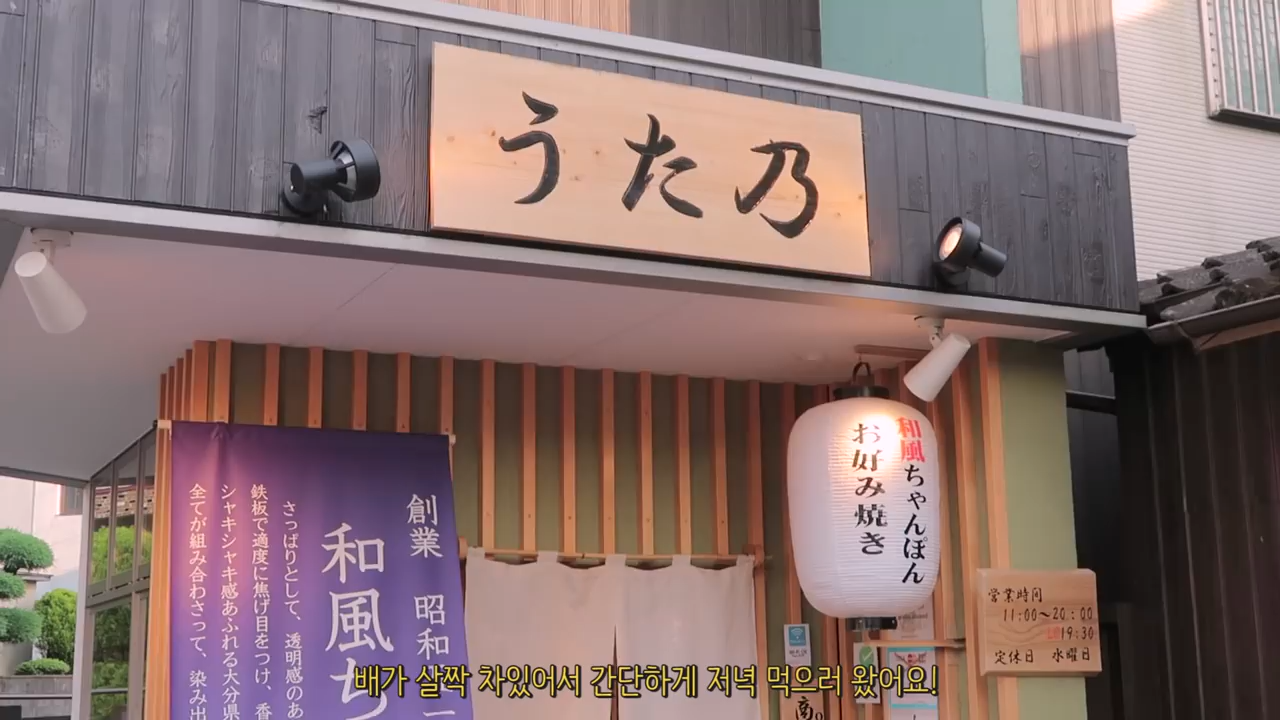 うた乃
和風ちゃんぽん
お好み焼き
創業 昭和二
和風ち
さっぱりとして、透明感のあ
鉄板で適度に焦げ目をつけ、香
シャキシャキ感あふれる大分県
全てが組み合わさって、染み出
営業時間
11:00〜20:00
19:30
定休日 水曜日
배가 살짝 차있어서 간단하게 저녁 먹으러 왔어요!